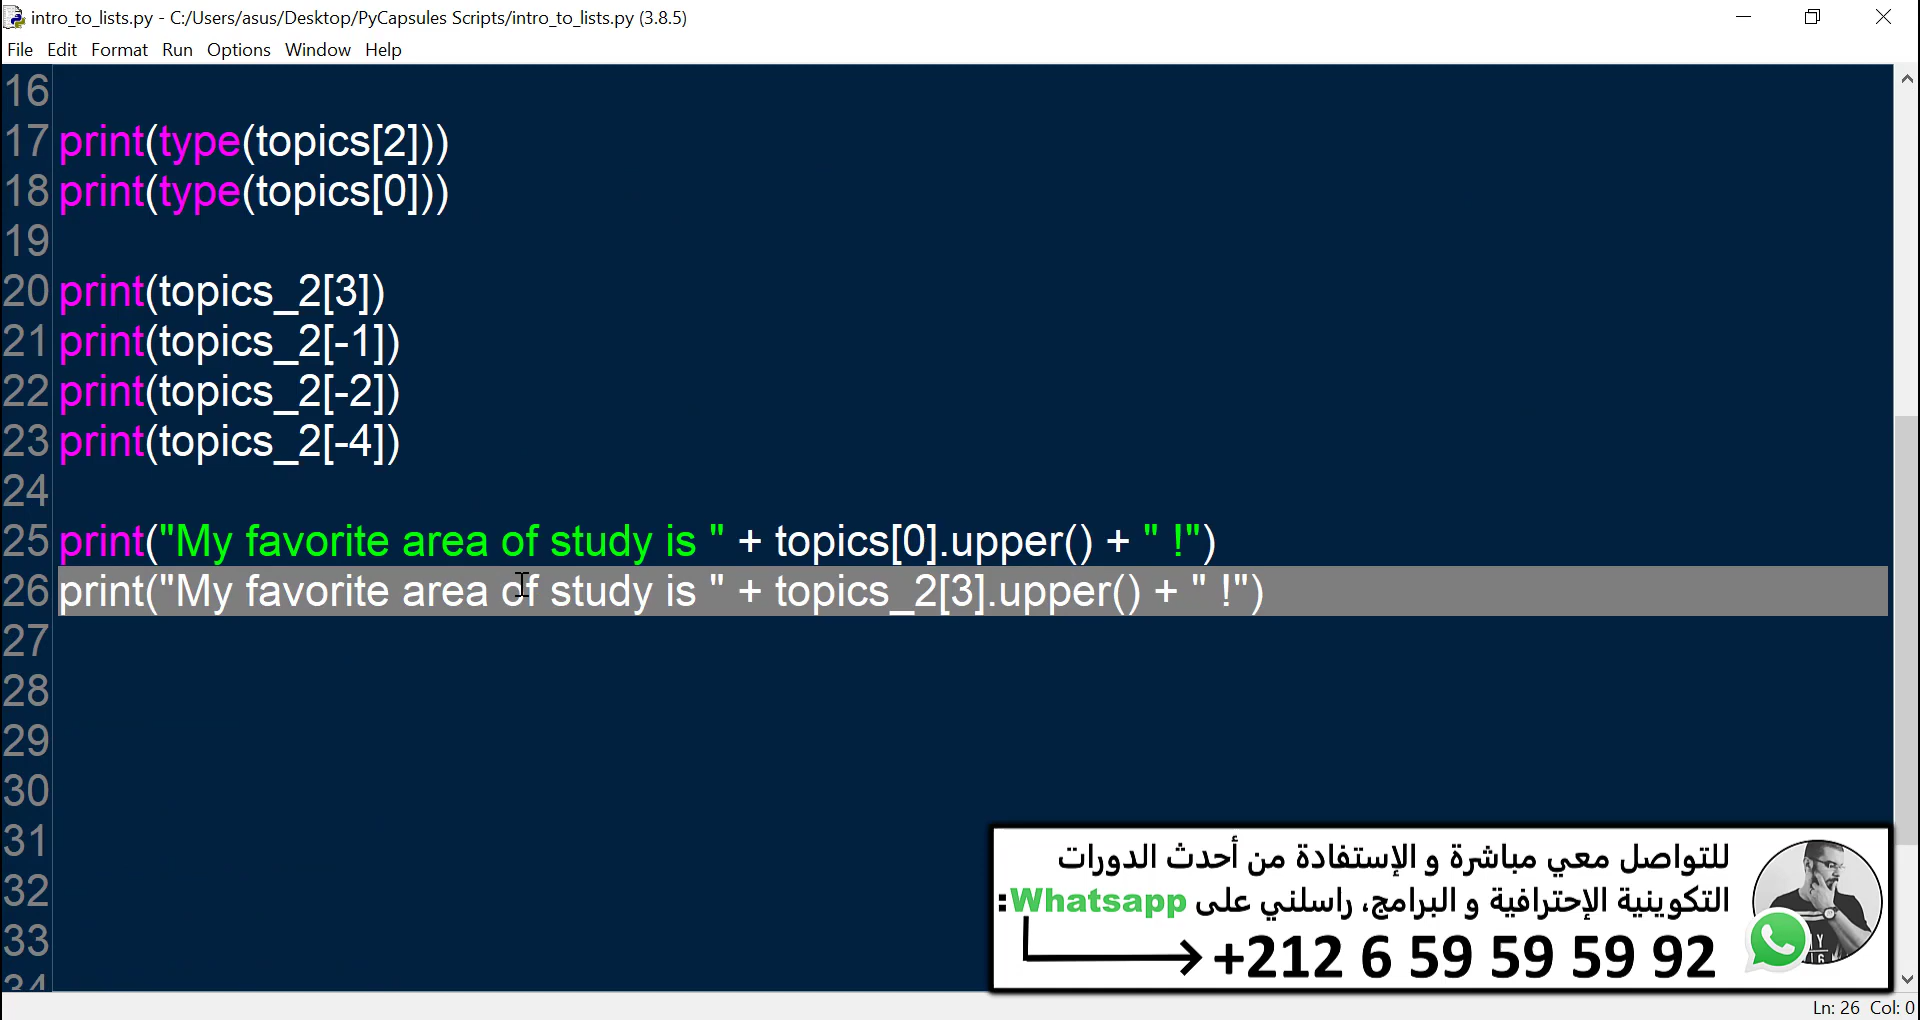 intro_to_lists.py - C:/Users/asus/Desktop/PyCapsules Scripts/intro_to_lists.py (3.8.5)
File Edit Format Run Options Window Help
16
17 print(type(topics[2]))
18 print(type(topics[0]))
19
20 print(topics_2[3])
21 print(topics_2[-1])
22 print(topics_2[-2])
23 print(topics_2[-4])
24
25 print("My favorite area of study is " + topics[0].upper() + " !")
26 print("My favorite area of study is " + topics_2[3].upper() + " !")
27
28
29
30
31
32
33
34
للتواصل معي مباشرة و الإستفادة من أحدث الدورات
التكوينية الإحترافية و البرامج، راسلني على Whatsapp:
+212 6 59 59 59 92
Ln: 26 Col: 0